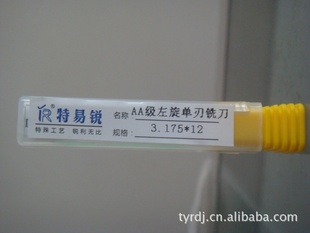 YR® 特易锐
特殊工艺 锐利无比
名称 AA级左旋单刃铣刀
规格 3.175*12
tyrdj.cn.alibaba.com